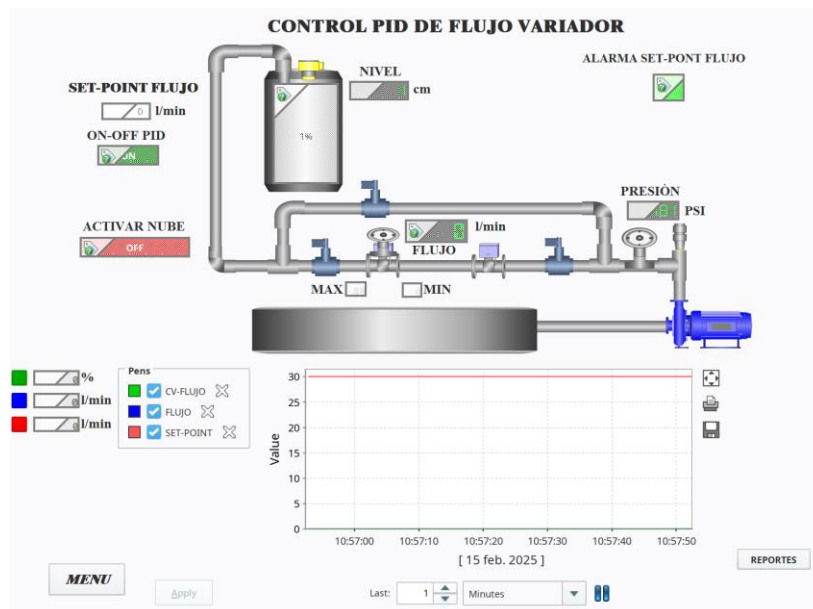 CONTROL PID DE FLUJO VARIADOR
ALARMA SET-PONT FLUJO
NIVEL
cm
SET-POINT FLUJO
0 l/min
ON-OFF PID
ON
1%
PRESIÒN
PSI
ACTIVAR NUBE
OFF
l/min
FLUJO
MAX
MIN
Pens
%
CV-FLUJO
l/min
FLUJO
l/min
SET-POINT
Value
30
25
20
15
10
5
0
10:57:00 10:57:10 10:57:20 10:57:30 10:57:40 10:57:50
[ 15 feb. 2025 ]
REPORTES
MENU
Apply
Last: 1 Minutes